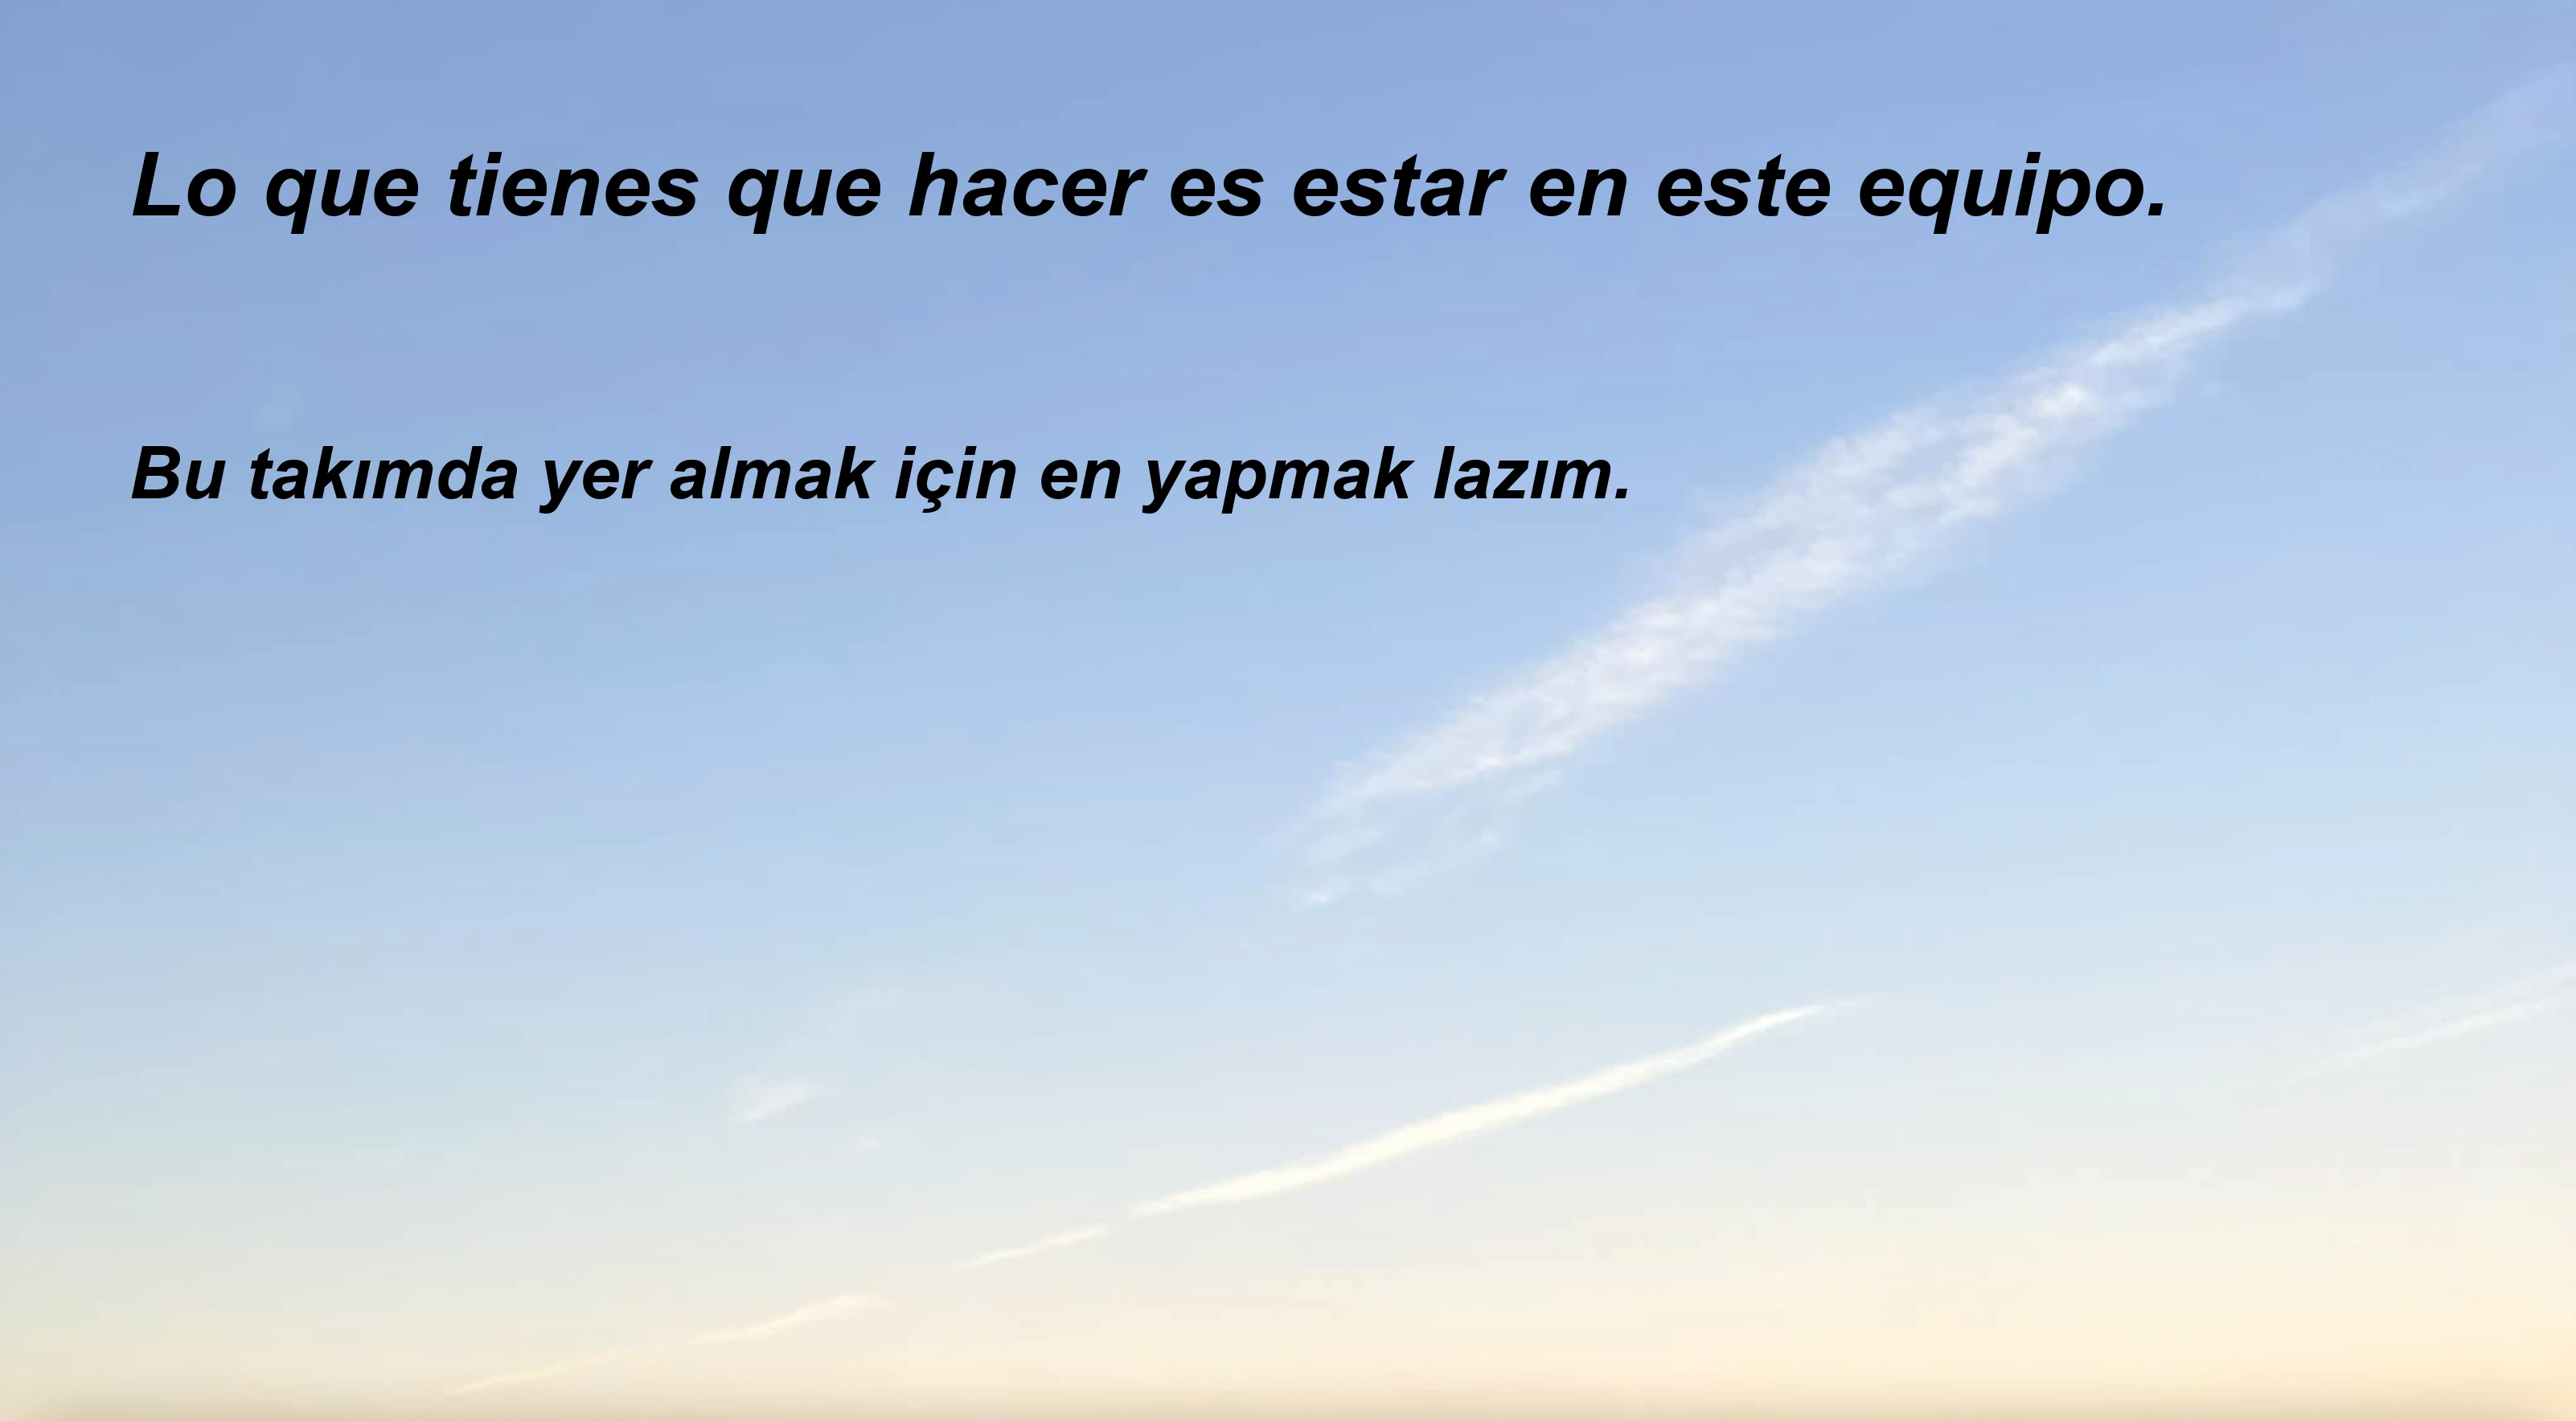 Lo que tienes que hacer es estar en este equipo.
Bu takımda yer almak için en yapmak lazım.